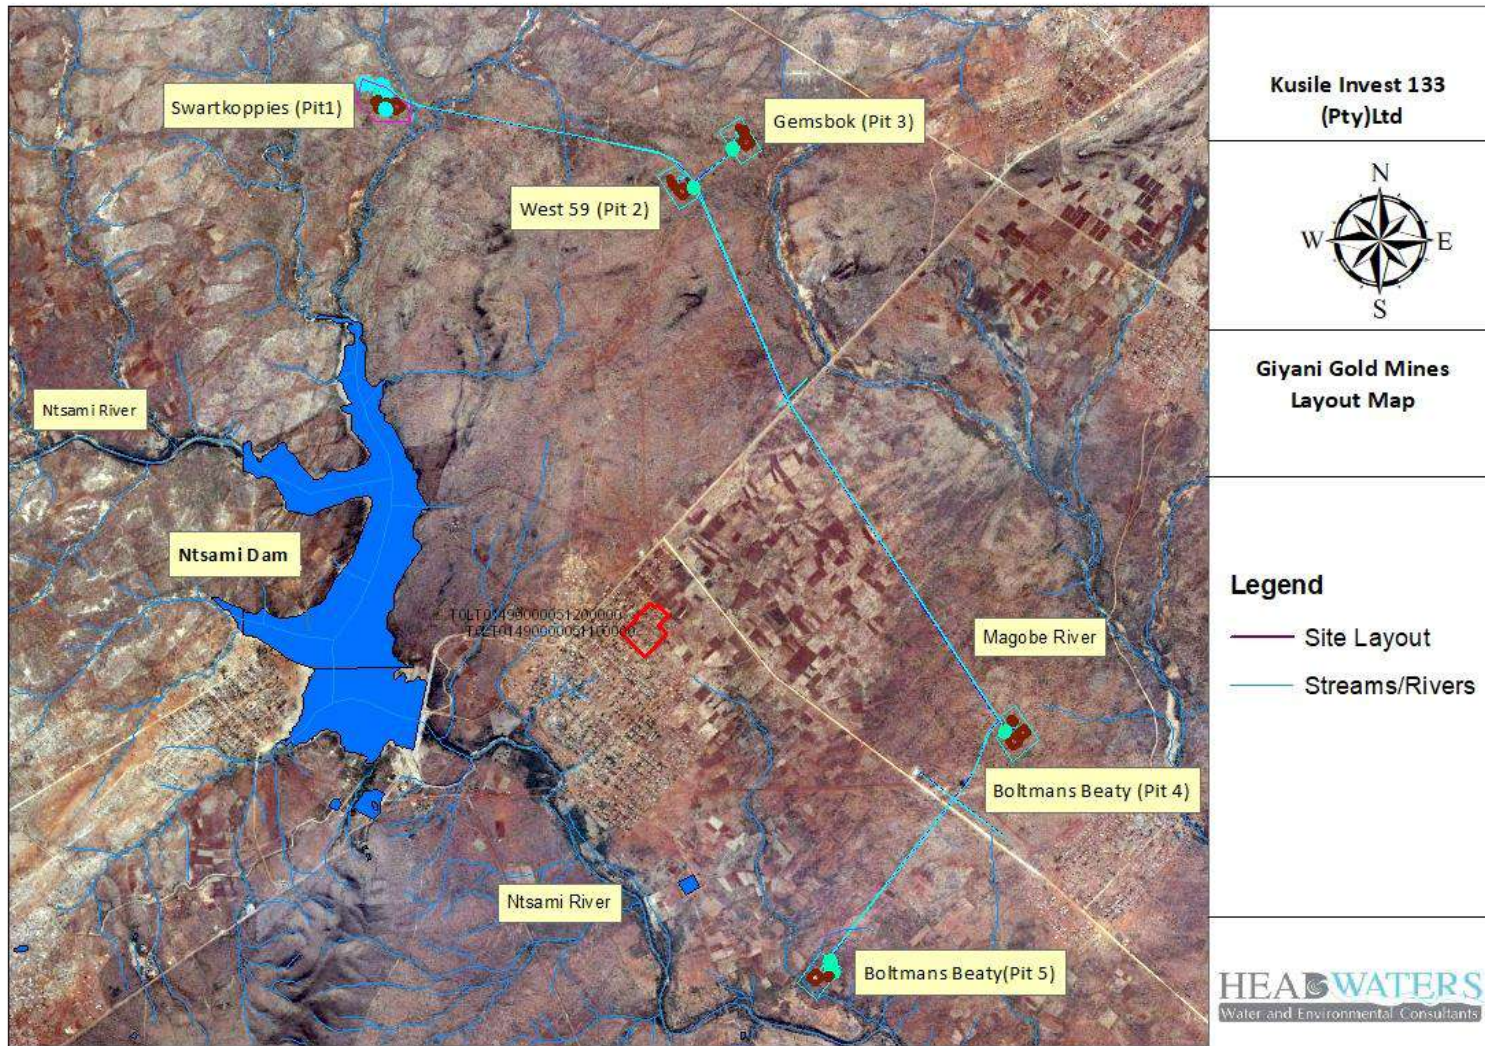 Swartkoppies (Pit1)
Gemsbok (Pit 3)
West 59 (Pit 2)
Ntsami River
Ntsami Dam
T0LT01490000051200000
T0LT01490000051100000
Magobe River
Boltmans Beaty (Pit 4)
Ntsami River
Boltmans Beaty(Pit 5)
Kusile Invest 133
(Pty)Ltd
N
W
E
S
Giyani Gold Mines
Layout Map
Legend
Site Layout
Streams/Rivers
HEADWATERS
Water and Environmental Consultants